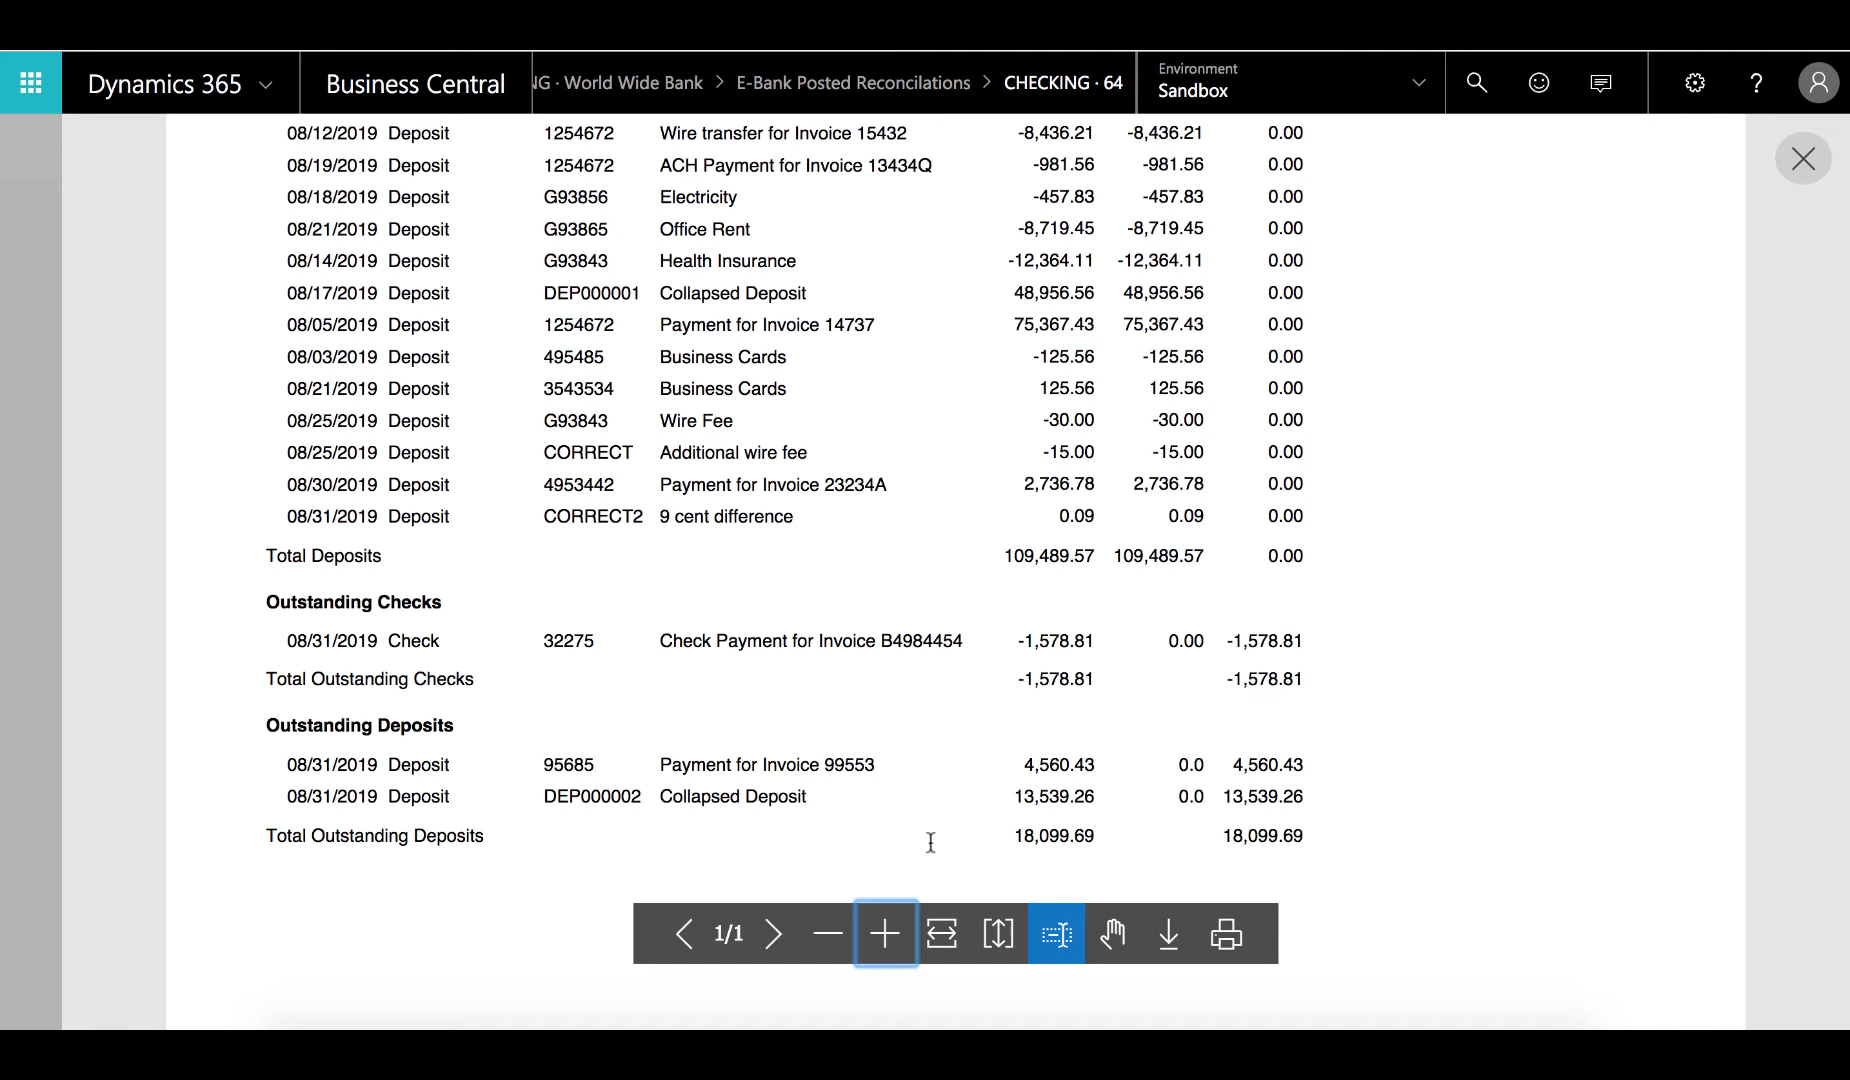 Dynamics 365 Business Central NG · World Wide Bank > E-Bank Posted Reconcilations > CHECKING · 64 Environment Sandbox ?
08/12/2019 Deposit 1254672 Wire transfer for Invoice 15432 -8,436.21 -8,436.21 0.00
08/19/2019 Deposit 1254672 ACH Payment for Invoice 13434Q -981.56 -981.56 0.00
08/18/2019 Deposit G93856 Electricity -457.83 -457.83 0.00
08/21/2019 Deposit G93865 Office Rent -8,719.45 -8,719.45 0.00
08/14/2019 Deposit G93843 Health Insurance -12,364.11 -12,364.11 0.00
08/17/2019 Deposit DEP000001 Collapsed Deposit 48,956.56 48,956.56 0.00
08/05/2019 Deposit 1254672 Payment for Invoice 14737 75,367.43 75,367.43 0.00
08/03/2019 Deposit 495485 Business Cards -125.56 -125.56 0.00
08/21/2019 Deposit 3543534 Business Cards 125.56 125.56 0.00
08/25/2019 Deposit G93843 Wire Fee -30.00 -30.00 0.00
08/25/2019 Deposit CORRECT Additional wire fee -15.00 -15.00 0.00
08/30/2019 Deposit 4953442 Payment for Invoice 23234A 2,736.78 2,736.78 0.00
08/31/2019 Deposit CORRECT2 9 cent difference 0.09 0.09 0.00
Total Deposits 109,489.57 109,489.57 0.00
Outstanding Checks
08/31/2019 Check 32275 Check Payment for Invoice B4984454 -1,578.81 0.00 -1,578.81
Total Outstanding Checks -1,578.81 -1,578.81
Outstanding Deposits
08/31/2019 Deposit 95685 Payment for Invoice 99553 4,560.43 0.0 4,560.43
08/31/2019 Deposit DEP000002 Collapsed Deposit 13,539.26 0.0 13,539.26
Total Outstanding Deposits 18,099.69 18,099.69
1/1